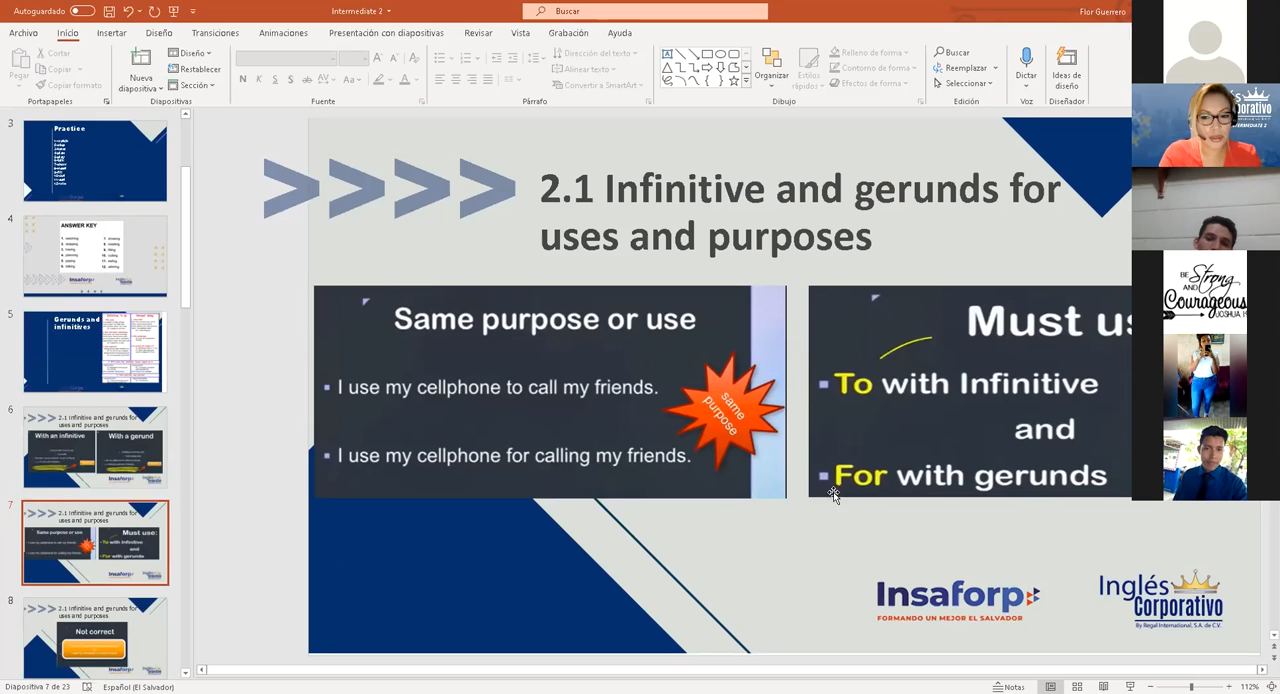 Autoguardado
Intermediate 2
Buscar
Flor Guerrero
Archivo Inicio Insertar Diseño Transiciones Animaciones Presentación con diapositivas Revisar Vista Grabación Ayuda
Pegar
Cortar
Copiar
Copiar formato
Portapapeles
Nueva
diapositiva
Diseño
Restablecer
Sección
Diapositivas
N K S S
Fuente
Párrafo
Dirección del texto
Alinear texto
Convertir a SmartArt
Organizar
Estilos
rápidos
Relleno de forma
Contorno de forma
Efectos de forma
Dibujo
Buscar
Reemplazar
Seleccionar
Edición
Dictar
Voz
Ideas de
diseño
Diseñador
3
Practice
4
ANSWER KEY
Insaforp
5
Gerunds and
infinitives
6
2.1 Infinitive and gerunds for
uses and purposes
With an infinitive
With a gerund
7
2.1 Infinitive and gerunds for
uses and purposes
Same purpose or use
Must use:
To with Infinitive
and
For with gerunds
8
2.1 Infinitive and gerunds for
uses and purposes
Not correct
2.1 Infinitive and gerunds for
uses and purposes
Same purpose or use
I use my cellphone to call my friends.
I use my cellphone for calling my friends.
same
purpose
Must us
To with Infinitive
and
For with gerunds
Insaforp
FORMANDO UN MEJOR EL SALVADOR
Inglés
Corporativo
By Regal International, S.A. de C.V.
s
orporativo
TERMEDIATE 2
BE
Strong
AND
Courageous
JOSHUA 1:9
Diapositiva 7 de 23
Español (El Salvador)
Notas
112%